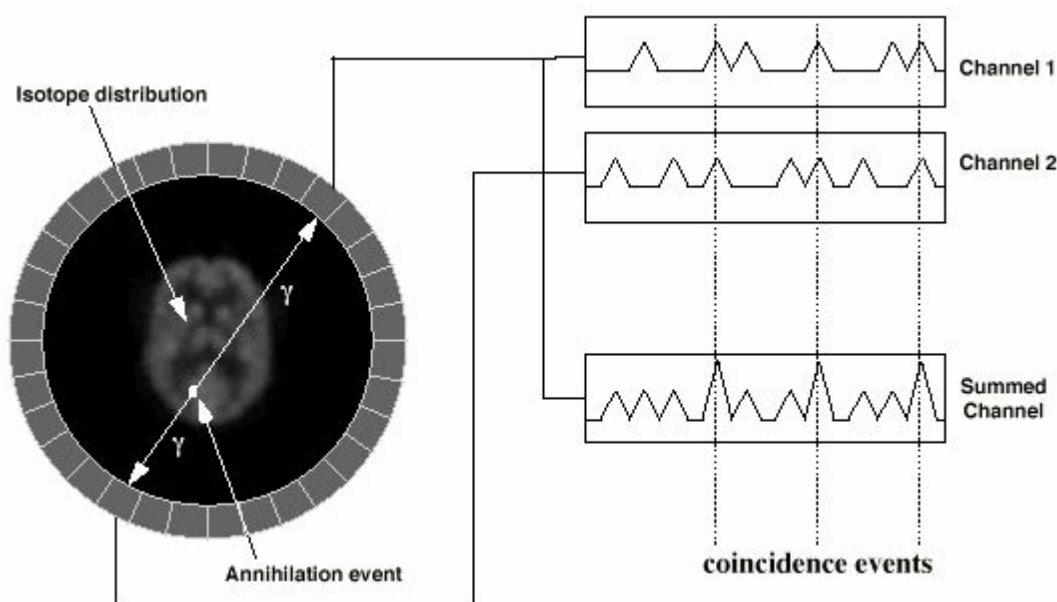 Isotope distribution
γ
γ
Annihilation event
Channel 1
Channel 2
Summed
Channel
coincidence events